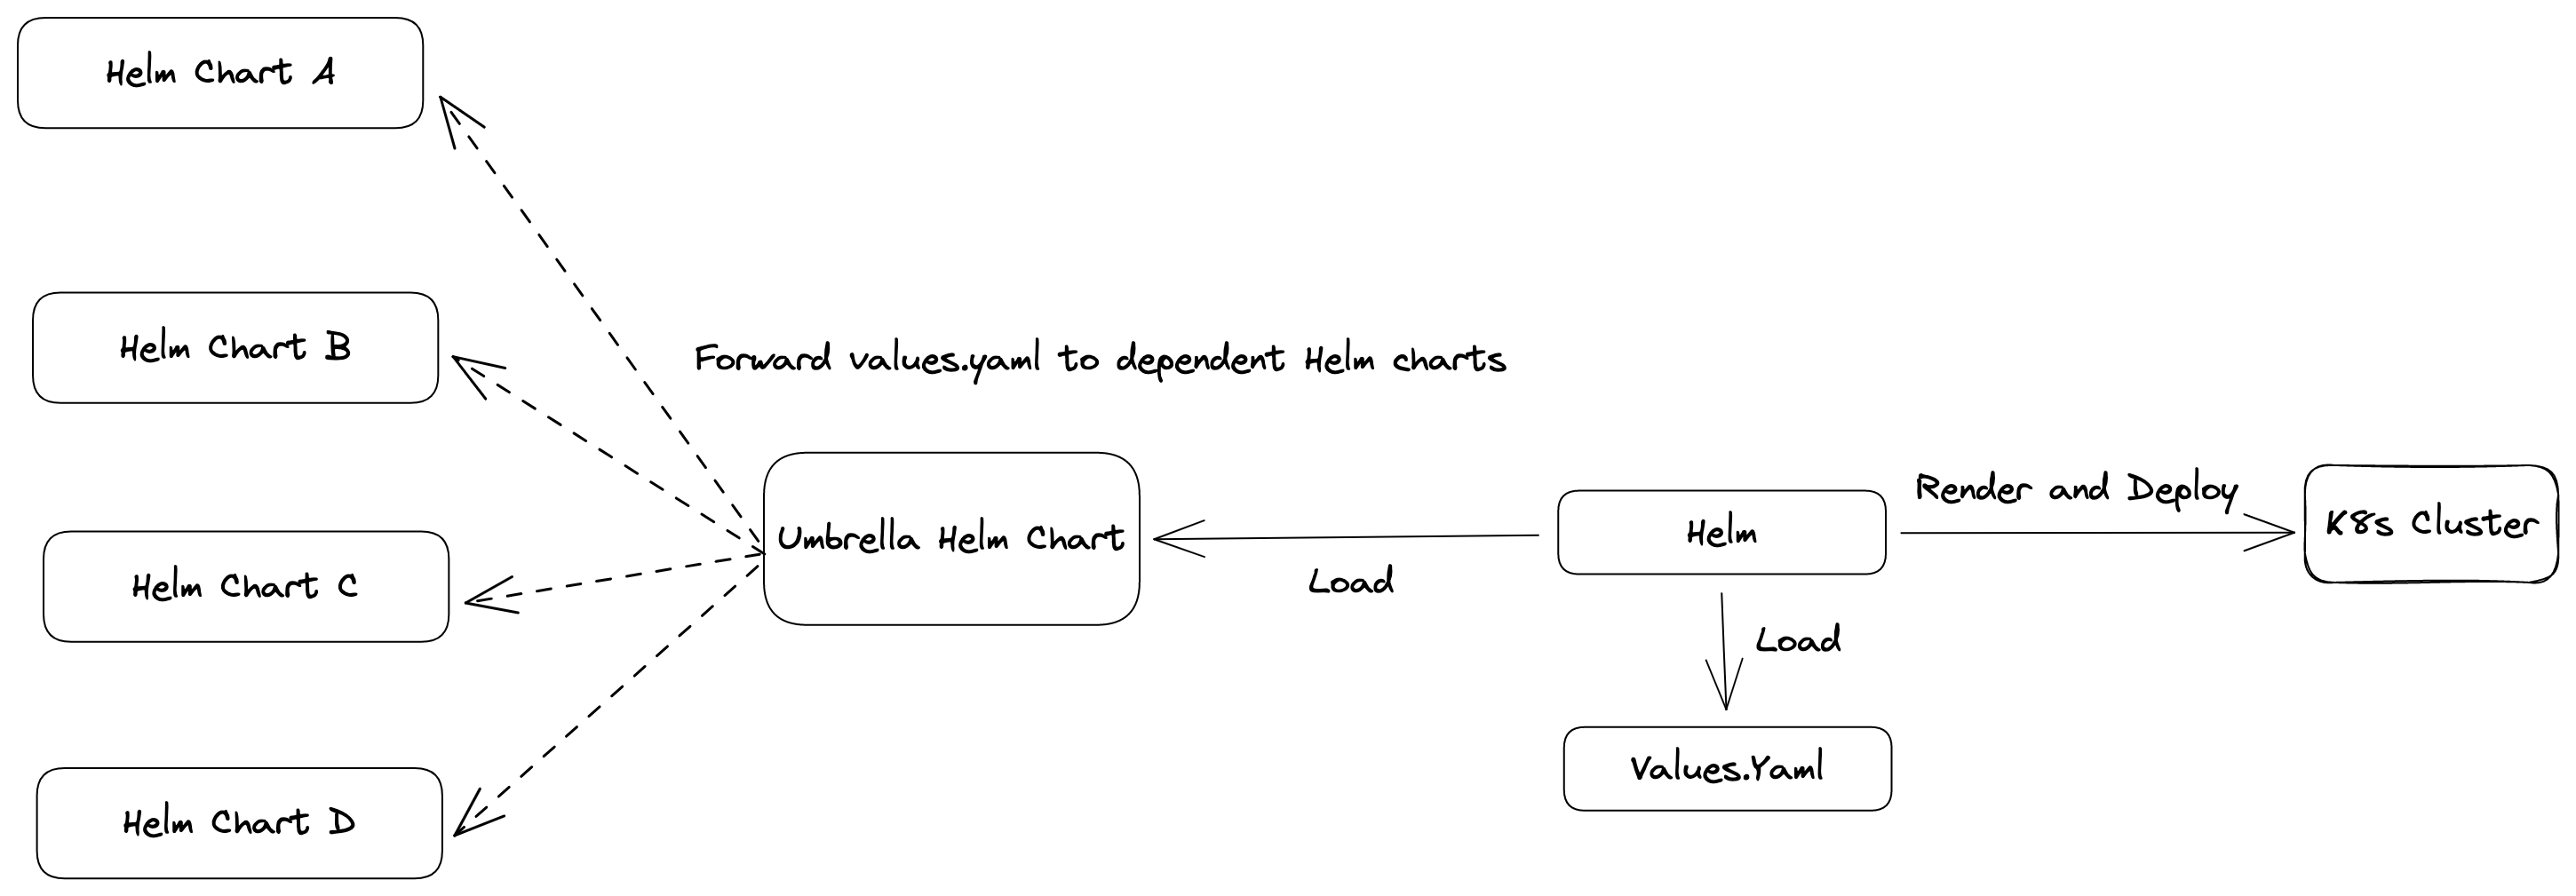 Helm Chart A
Helm Chart B
Forward values.yaml to dependent Helm charts
Render and Deploy
K8s Cluster
Helm
Umbrella Helm Chart
Load
Helm Chart C
Load
Values.Yaml
Helm Chart D